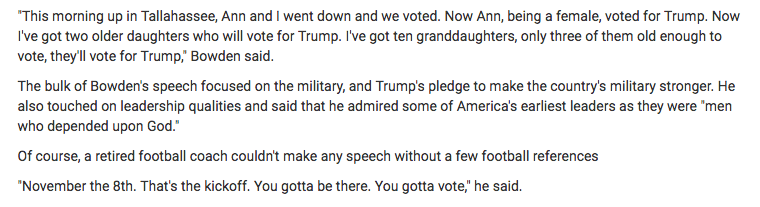 "This morning up in Tallahassee, Ann and I went down and we voted. Now Ann, being a female, voted for Trump. Now
I've got two older daughters who will vote for Trump. I've got ten granddaughters, only three of them old enough to
vote, they'll vote for Trump," Bowden said.
The bulk of Bowden's speech focused on the military, and Trump's pledge to make the country's military stronger. He
also touched on leadership qualities and said that he admired some of America's earliest leaders as they were "men
who depended upon God."
Of course, a retired football coach couldn't make any speech without a few football references
"November the 8th. That's the kickoff. You gotta be there. You gotta vote," he said.